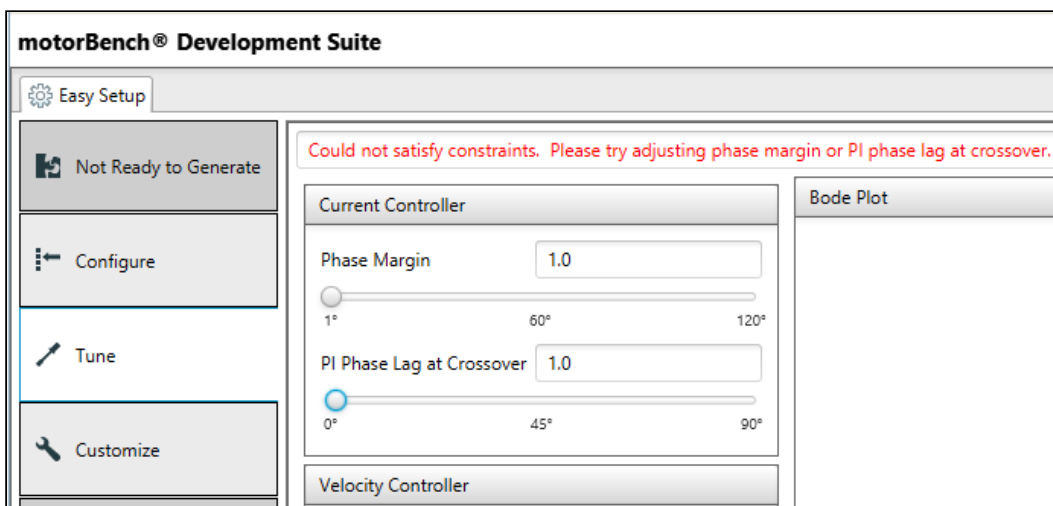 motorBench® Development Suite
Easy Setup
Not Ready to Generate
Configure
Tune
Customize
Could not satisfy constraints. Please try adjusting phase margin or PI phase lag at crossover.
Current Controller
Phase Margin 1.0
1° 60° 120°
PI Phase Lag at Crossover 1.0
0° 45° 90°
Velocity Controller
Bode Plot